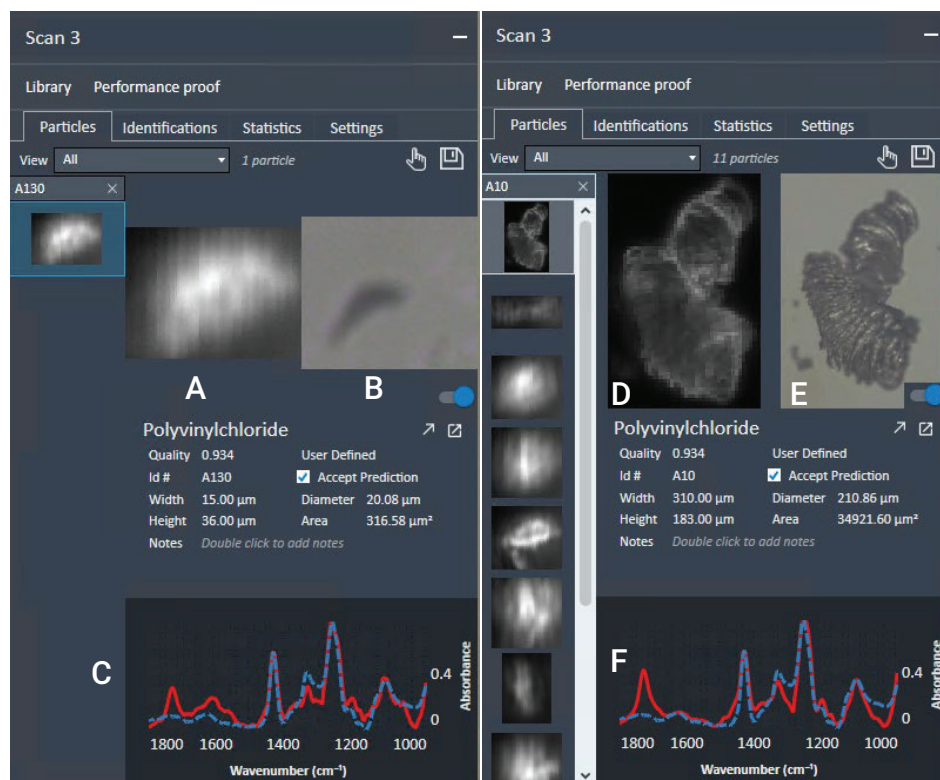 Scan 3
Library Performance proof
Particles Identifications Statistics Settings
View All 1 particle
A130
A B
Polyvinylchloride
Quality 0.934 User Defined
Id # A130 Accept Prediction
Width 15.00 µm Diameter 20.08 µm
Height 36.00 µm Area 316.58 µm²
Notes Double click to add notes
C
0.4
0
Absorbance
1800 1600 1400 1200 1000
Wavenumber (cm⁻¹)
Scan 3
Library Performance proof
Particles Identifications Statistics Settings
View All 11 particles
A10
D E
Polyvinylchloride
Quality 0.934 User Defined
Id # A10 Accept Prediction
Width 310.00 µm Diameter 210.86 µm
Height 183.00 µm Area 34921.60 µm²
Notes Double click to add notes
F
0.4
0
Absorbance
1800 1600 1400 1200 1000
Wavenumber (cm⁻¹)